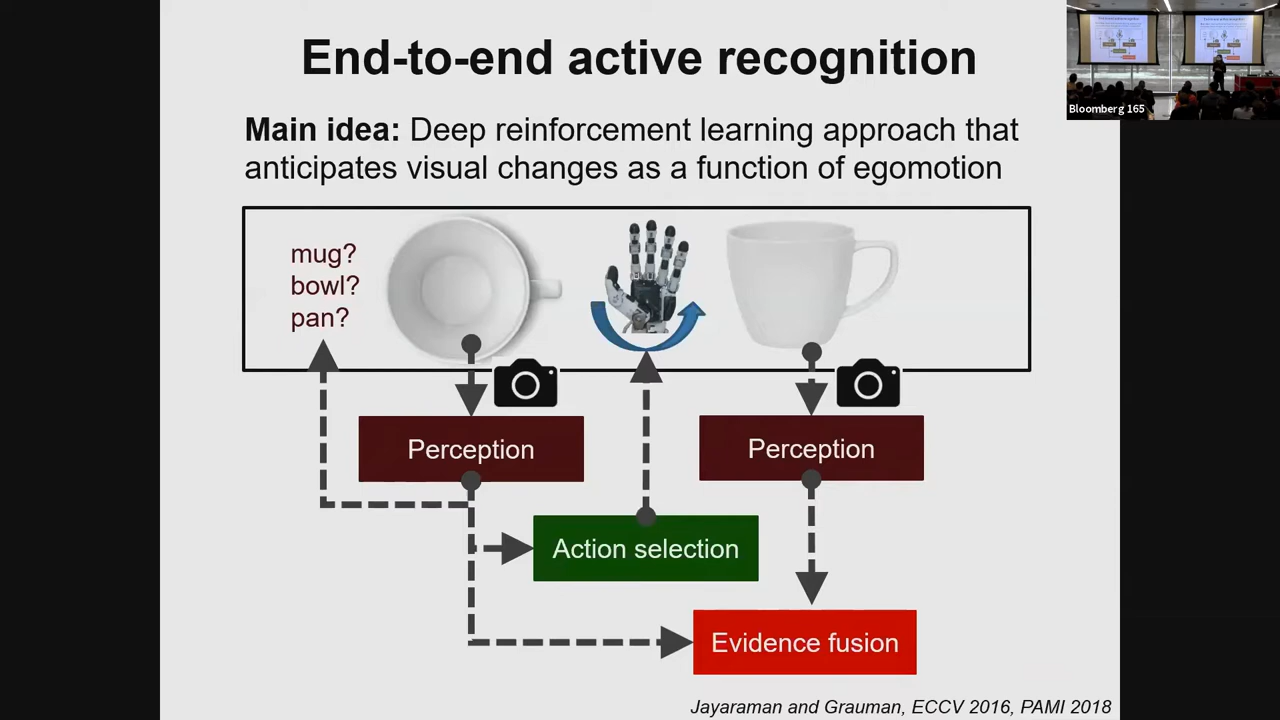 End-to-end active recognition
Bloomberg 165
Main idea: Deep reinforcement learning approach that
anticipates visual changes as a function of egomotion
mug?
bowl?
pan?
Perception
Perception
Action selection
Evidence fusion
Jayaraman and Grauman, ECCV 2016, PAMI 2018